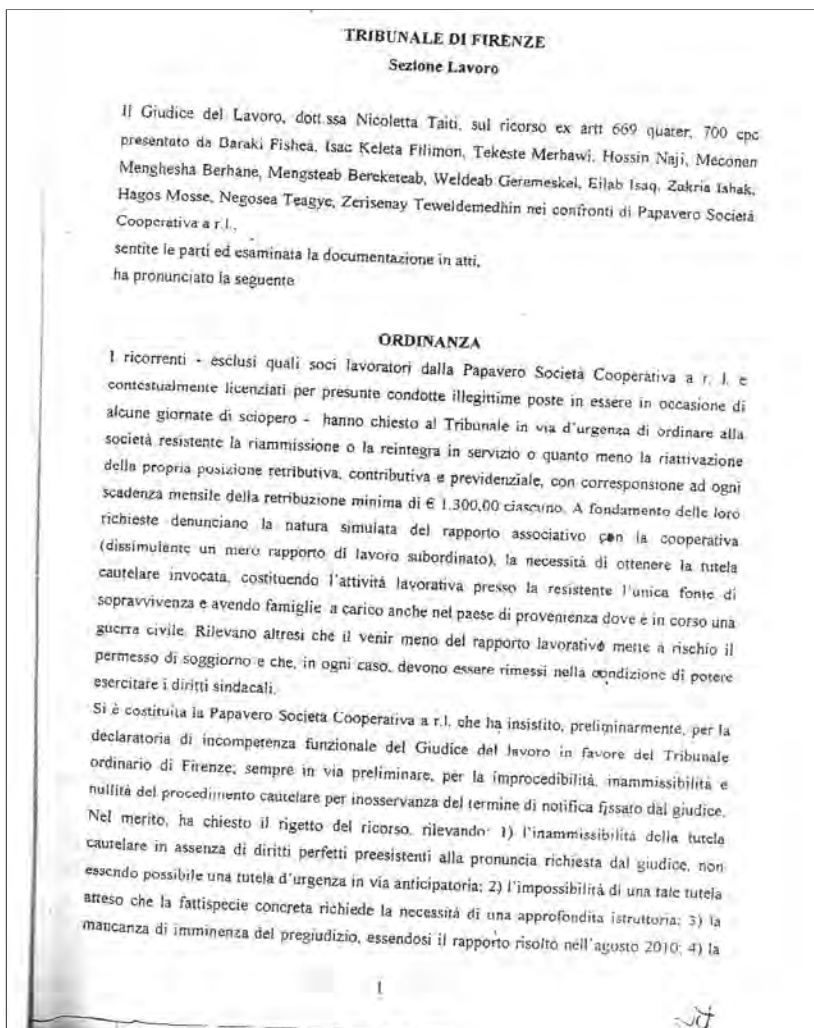 TRIBUNALE DI FIRENZE
Sezione Lavoro
Il Giudice del Lavoro, dott.ssa Nicoletta Taiti, sul ricorso ex artt 669 quater, 700 cpc
presentato da Baraki Fishea, Isac Keleta Filimon, Tekeste Merhawi, Hossin Naji, Meconen
Menghesha Berhane, Mengsteab Bereketeab, Weldeab Geremeskel, Eilab Isaq, Zakria Ishak,
Hagos Mosse, Negosea Teagye, Zerisenay Teweldemedhin nei confronti di Papavero Società
Cooperativa a r.l.,
sentite le parti ed esaminata la documentazione in atti,
ha pronunciato la seguente
ORDINANZA
I ricorrenti - esclusi quali soci lavoratori dalla Papavero Società Cooperativa a r. l. e
contestualmente licenziati per presunte condotte illegittime poste in essere in occasione di
alcune giornate di sciopero - hanno chiesto al Tribunale in via d'urgenza di ordinare alla
società resistente la riammissione o la reintegra in servizio o quanto meno la riattivazione
della propria posizione retributiva, contributiva e previdenziale, con corresponsione ad ogni
scadenza mensile della retribuzione minima di € 1.300,00 ciascuno. A fondamento delle loro
richieste denunciano la natura simulata del rapporto associativo con la cooperativa
(dissimulante un mero rapporto di lavoro subordinato), la necessità di ottenere la tutela
cautelare invocata, costituendo l'attività lavorativa presso la resistente l'unica fonte di
sopravvivenza e avendo famiglie a carico anche nel paese di provenienza dove è in corso una
guerra civile. Rilevano altresì che il venir meno del rapporto lavorativo mette a rischio il
permesso di soggiorno e che, in ogni caso, devono essere rimessi nella condizione di potere
esercitare i diritti sindacali.
Si è costituita la Papavero Società Cooperativa a r.l. che ha insistito, preliminarmente, per la
declaratoria di incompetenza funzionale del Giudice del lavoro in favore del Tribunale
ordinario di Firenze; sempre in via preliminare, per la improcedibilità, inammissibilità e
nullità del procedimento cautelare per inosservanza del termine di notifica fissato dal giudice.
Nel merito, ha chiesto il rigetto del ricorso, rilevando: 1) l'inammissibilità della tutela
cautelare in assenza di diritti perfetti preesistenti alla pronuncia richiesta dal giudice, non
essendo possibile una tutela d'urgenza in via anticipatoria; 2) l'impossibilità di una tale tutela
atteso che la fattispecie concreta richiede la necessità di una approfondita istruttoria; 3) la
mancanza di imminenza del pregiudizio, essendosi il rapporto risolto nell'agosto 2010; 4) la
1